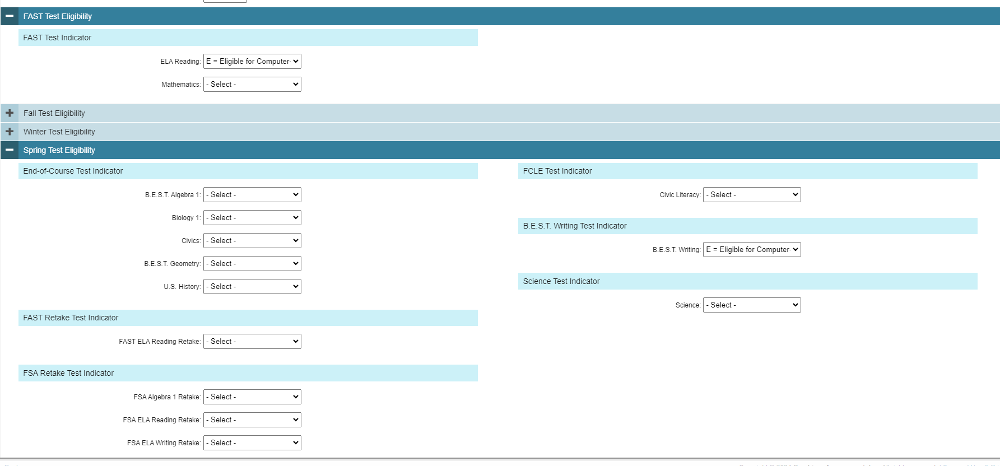 FAST Test Eligibility
FAST Test Indicator
ELA Reading: E = Eligible for Computer-
Mathematics: - Select -
Fall Test Eligibility
Winter Test Eligibility
Spring Test Eligibility
End-of-Course Test Indicator
B.E.S.T. Algebra 1: - Select -
Biology 1: - Select -
Civics: - Select -
B.E.S.T. Geometry: - Select -
U.S. History: - Select -
FAST Retake Test Indicator
FAST ELA Reading Retake: - Select -
FSA Retake Test Indicator
FSA Algebra 1 Retake: - Select -
FSA ELA Reading Retake: - Select -
FSA ELA Writing Retake: - Select -
FCLE Test Indicator
Civic Literacy: - Select -
B.E.S.T. Writing Test Indicator
B.E.S.T. Writing: E = Eligible for Computer-
Science Test Indicator
Science: - Select -